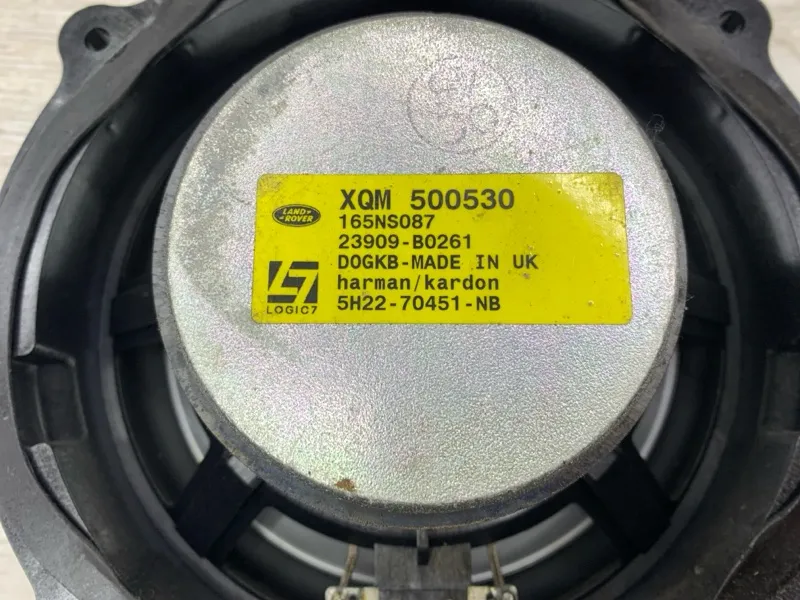 XQM 500530
LAND
ROVER
165NS087
23909-B0261
D0GKB-MADE IN UK
harman/kardon
LOGIC7
5H22-70451-NB